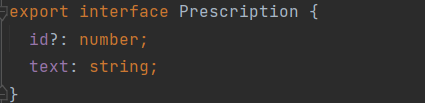 export interface Prescription {
id?: number;
text: string;
}